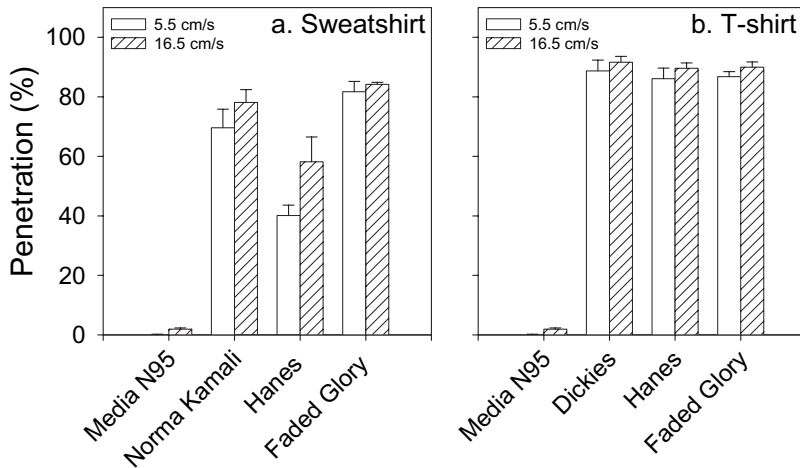 a. Sweatshirt
5.5 cm/s
16.5 cm/s
Penetration (%)
100
80
60
40
20
0
Media N95
Norma Kamali
Hanes
Faded Glory
b. T-shirt
5.5 cm/s
16.5 cm/s
Media N95
Dickies
Hanes
Faded Glory